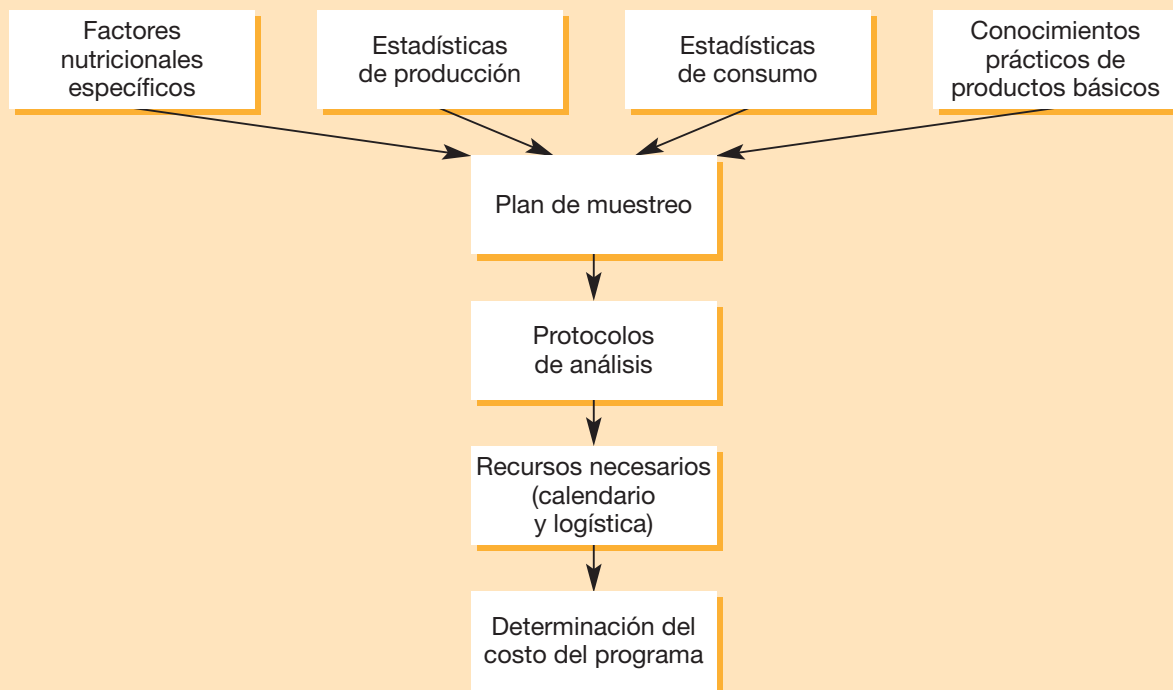 Factores
nutricionales
específicos
Estadísticas
de producción
Estadísticas
de consumo
Conocimientos
prácticos de
productos básicos
Plan de muestreo
Protocolos
de análisis
Recursos necesarios
(calendario
y logística)
Determinación del
costo del programa